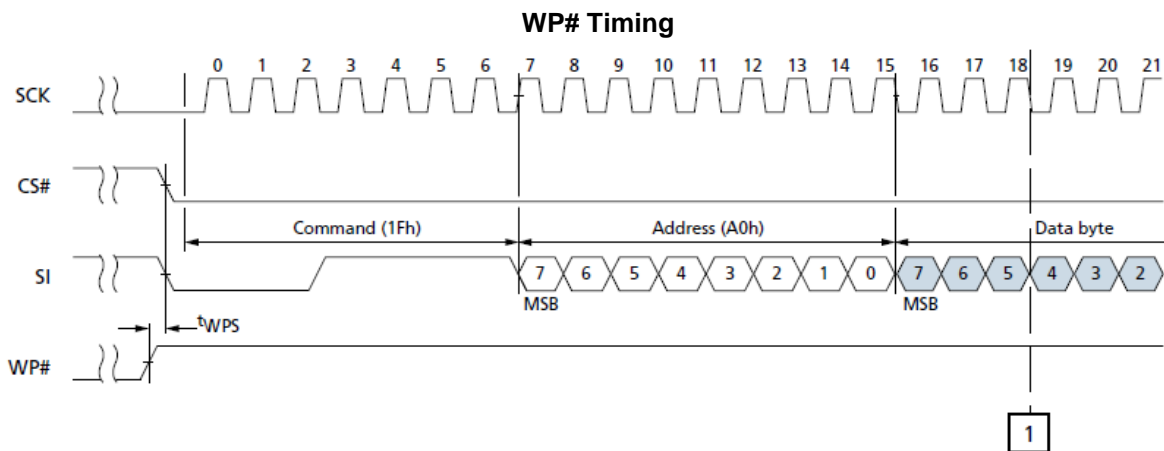 WP# Timing
0 1 2 3 4 5 6 7 8 9 10 11 12 13 14 15 16 17 18 19 20 21
SCK
CS#
Command (1Fh) Address (A0h) Data byte
SI 7 6 5 4 3 2 1 0 7 6 5 4 3 2
MSB MSB
tWPS
WP#
1